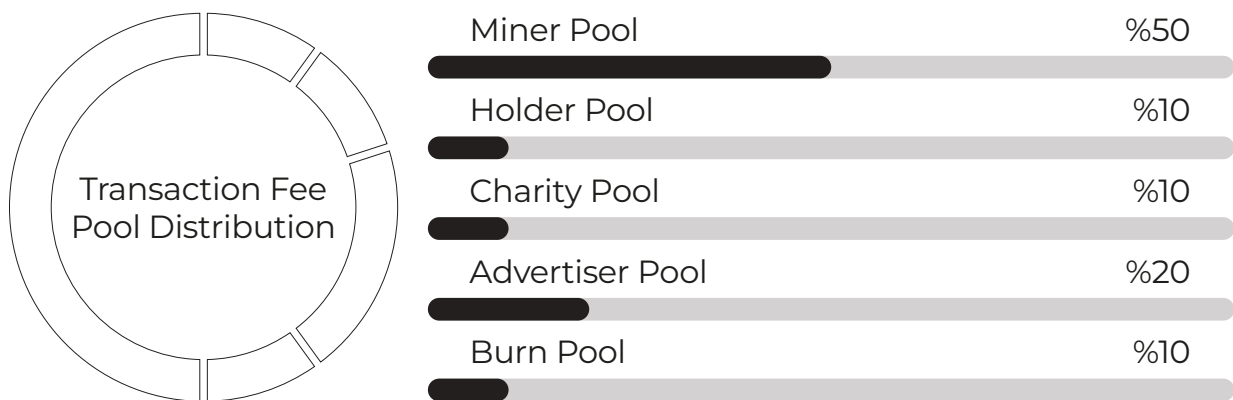 Transaction Fee
Pool Distribution
Miner Pool %50
Holder Pool %10
Charity Pool %10
Advertiser Pool %20
Burn Pool %10